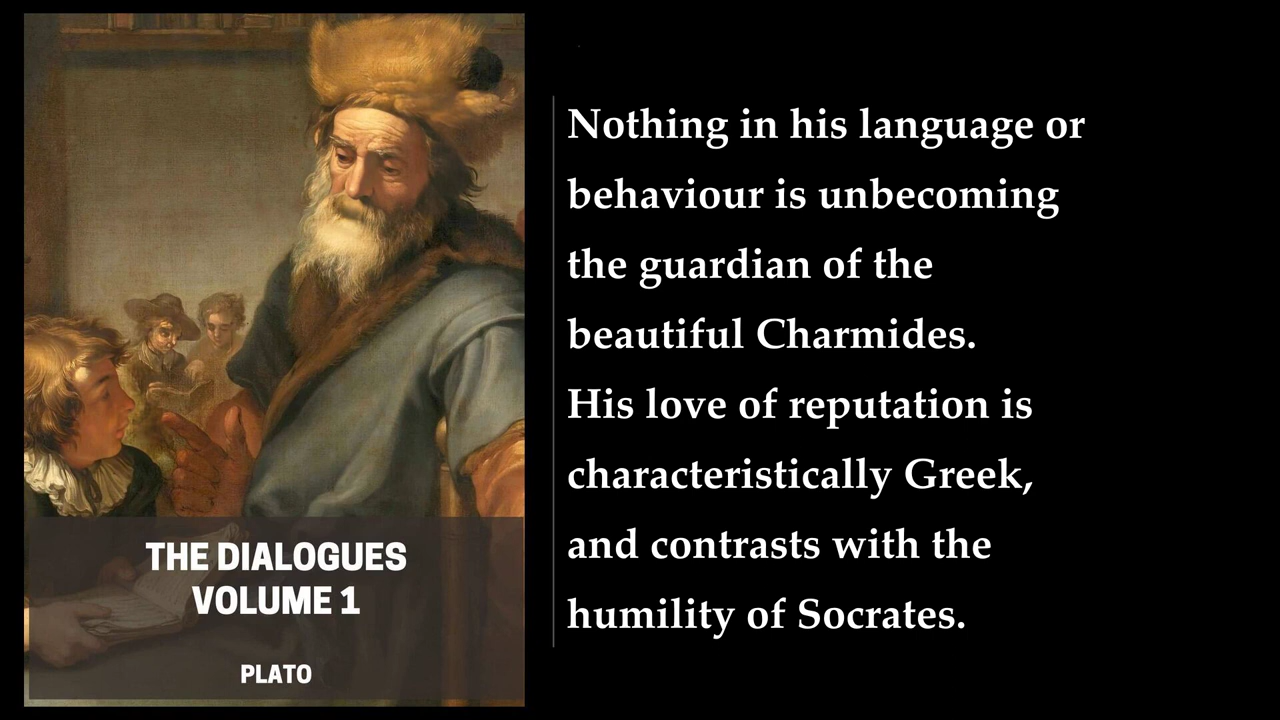 THE DIALOGUES
VOLUME 1
PLATO
Nothing in his language or
behaviour is unbecoming
the guardian of the
beautiful Charmides.
His love of reputation is
characteristically Greek,
and contrasts with the
humility of Socrates.